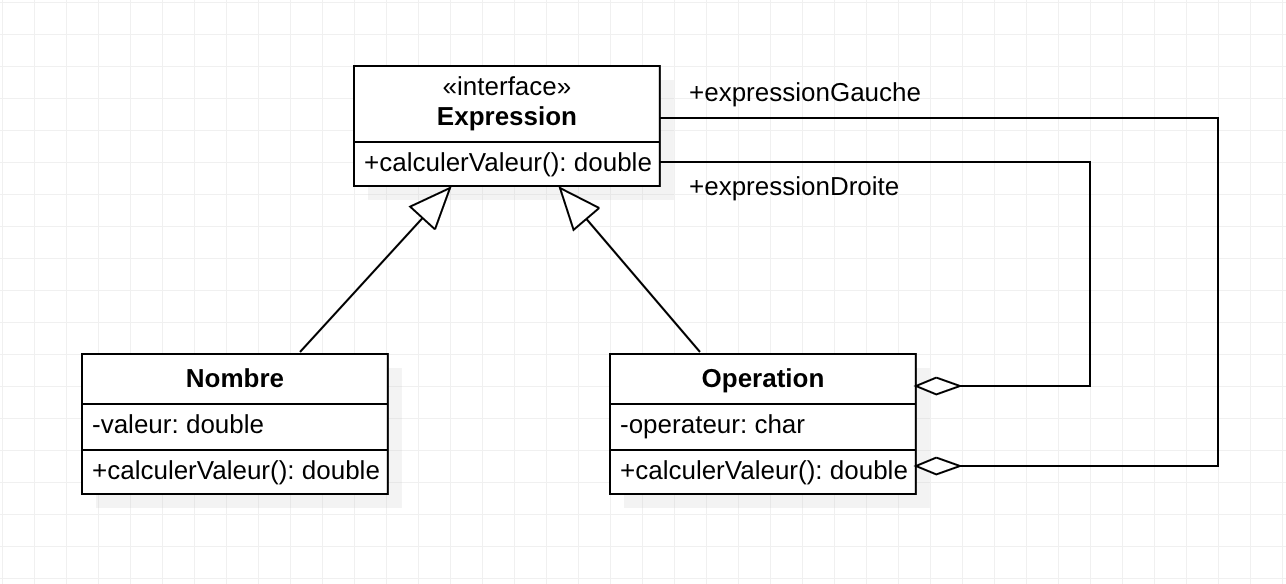 «interface»
Expression
+calculerValeur(): double
+expressionGauche
+expressionDroite
Nombre
-valeur: double
+calculerValeur(): double
Operation
-operateur: char
+calculerValeur(): double